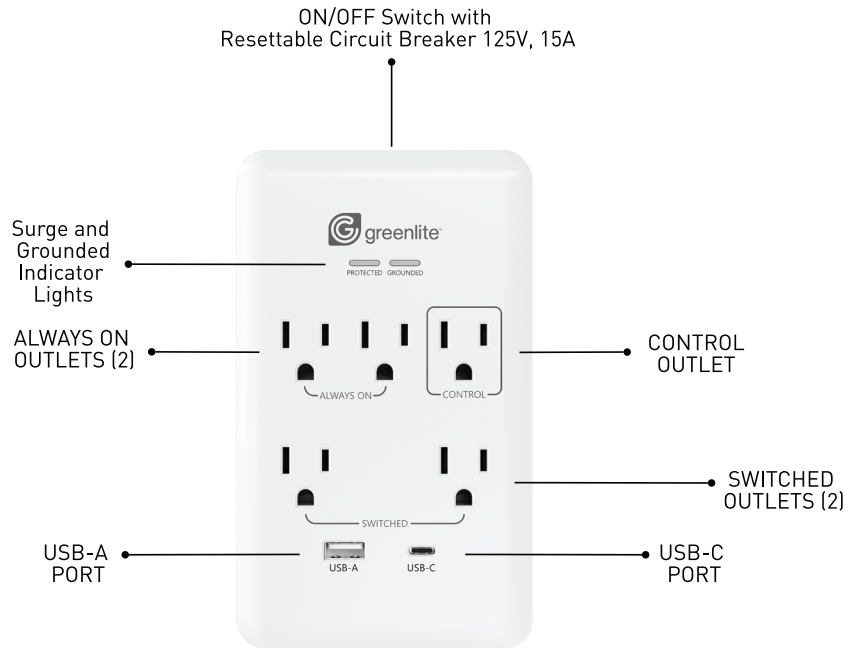 ON/OFF Switch with
Resettable Circuit Breaker 125V, 15A
greenlite™
PROTECTED GROUNDED
Surge and
Grounded
Indicator
Lights
ALWAYS ON
OUTLETS (2)
CONTROL
OUTLET
ALWAYS ON
CONTROL
SWITCHED
OUTLETS (2)
SWITCHED
USB-A
PORT
USB-A
USB-C
USB-C
PORT